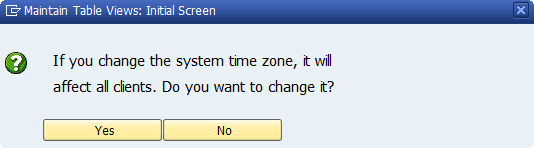 Maintain Table Views: Initial Screen
If you change the system time zone, it will
affect all clients. Do you want to change it?
Yes No